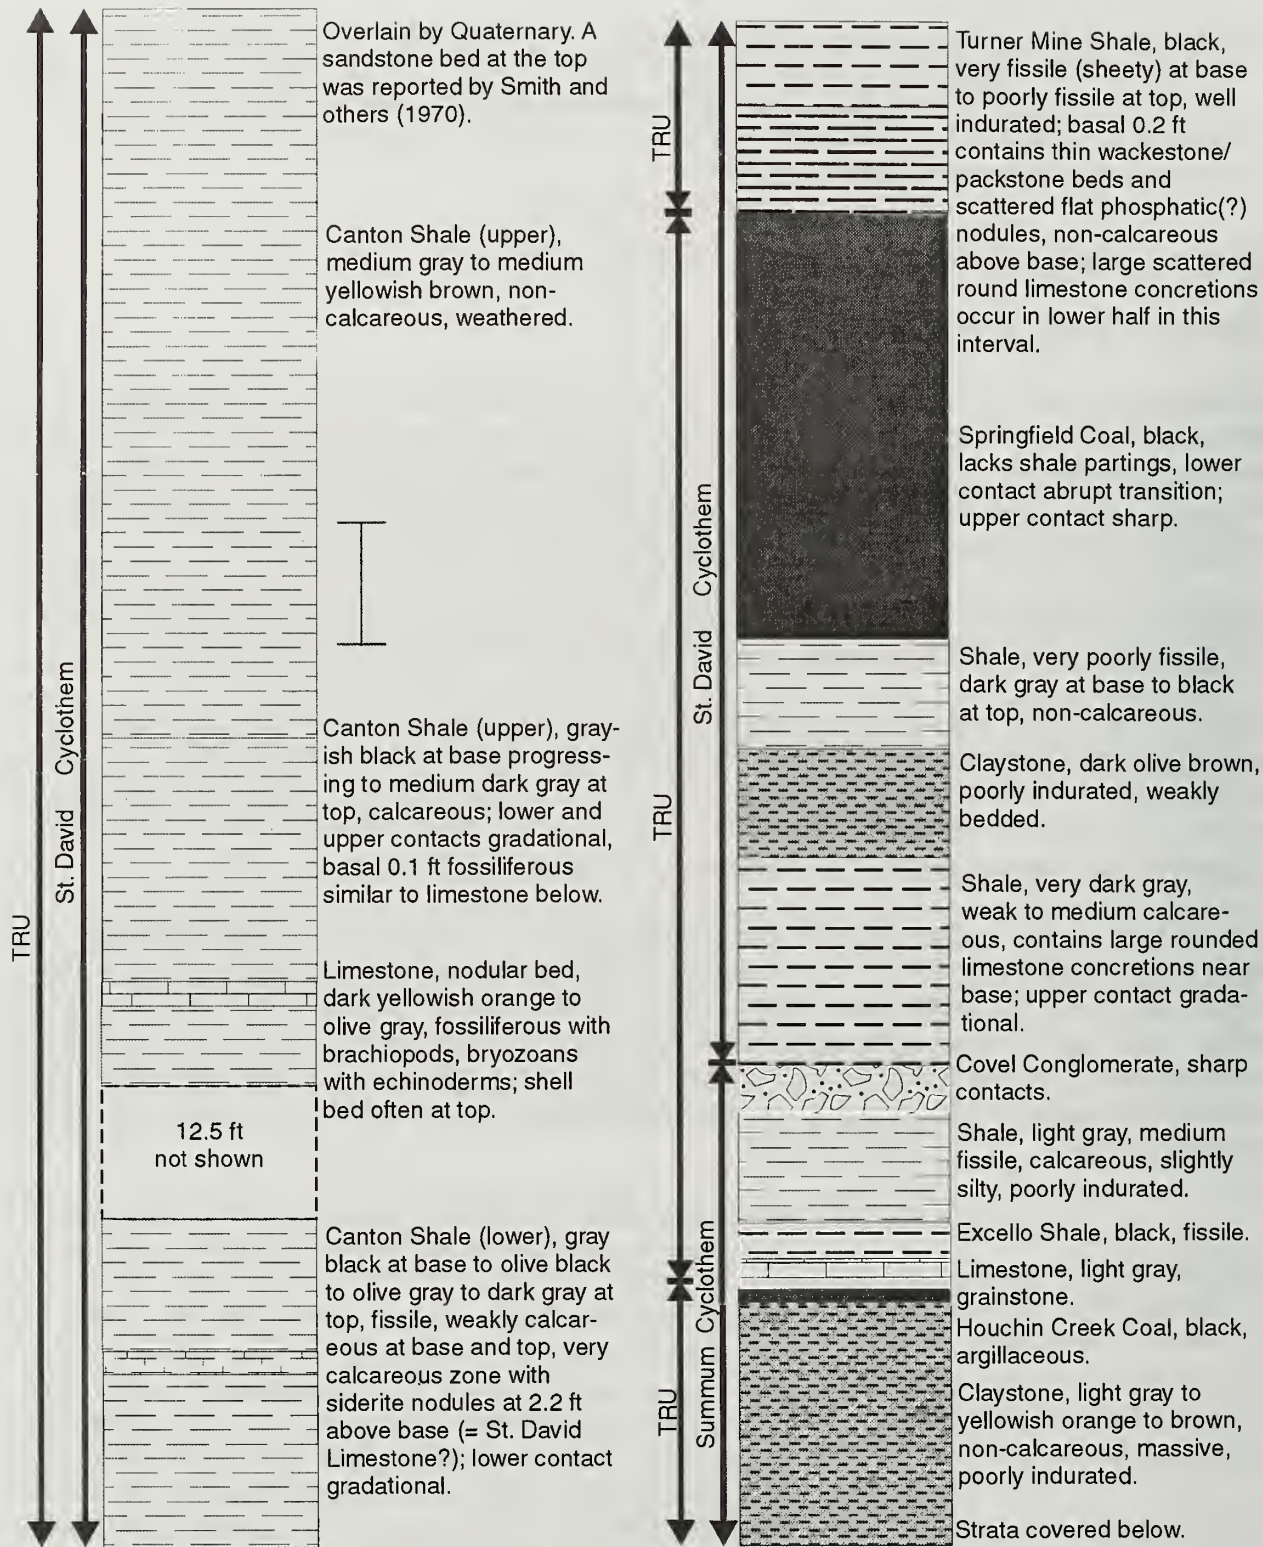 Overlain by Quaternary. A
sandstone bed at the top
was reported by Smith and
others (1970).
Canton Shale (upper),
medium gray to medium
yellowish brown, non-
calcareous, weathered.
Canton Shale (upper), gray-
ish black at base progress-
ing to medium dark gray at
top, calcareous; lower and
upper contacts gradational,
basal 0.1 ft fossiliferous
similar to limestone below.
Limestone, nodular bed,
dark yellowish orange to
olive gray, fossiliferous with
brachiopods, bryozoans
with echinoderms; shell
bed often at top.
12.5 ft
not shown
Canton Shale (lower), gray
black at base to olive black
to olive gray to dark gray at
top, fissile, weakly calcar-
eous at base and top, very
calcareous zone with
siderite nodules at 2.2 ft
above base (= St. David
Limestone?); lower contact
gradational.
TRU
St. David Cyclothem
Turner Mine Shale, black,
very fissile (sheety) at base
to poorly fissile at top, well
indurated; basal 0.2 ft
contains thin wackestone/
packstone beds and
scattered flat phosphatic(?)
nodules, non-calcareous
above base; large scattered
round limestone concretions
occur in lower half in this
interval.
Springfield Coal, black,
lacks shale partings, lower
contact abrupt transition;
upper contact sharp.
Shale, very poorly fissile,
dark gray at base to black
at top, non-calcareous.
Claystone, dark olive brown,
poorly indurated, weakly
bedded.
Shale, very dark gray,
weak to medium calcare-
ous, contains large rounded
limestone concretions near
base; upper contact grada-
tional.
Covel Conglomerate, sharp
contacts.
Shale, light gray, medium
fissile, calcareous, slightly
silty, poorly indurated.
Excello Shale, black, fissile.
Limestone, light gray,
grainstone.
Houchin Creek Coal, black,
argillaceous.
Claystone, light gray to
yellowish orange to brown,
non-calcareous, massive,
poorly indurated.
Strata covered below.
TRU
TRU
TRU
St. David Cyclothem
Summum Cyclothem